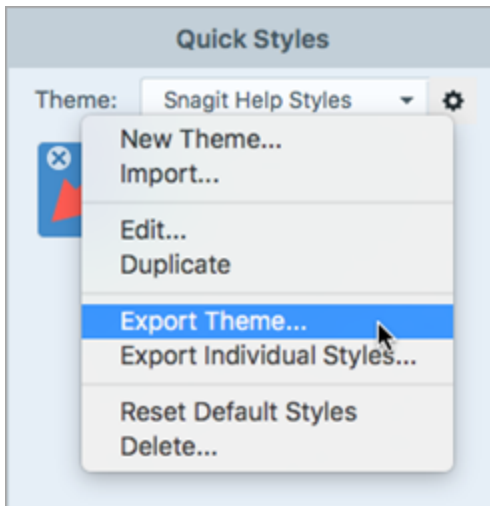 Quick Styles
Theme: Snagit Help Styles
New Theme...
Import...
Edit...
Duplicate
Export Theme...
Export Individual Styles...
Reset Default Styles
Delete...